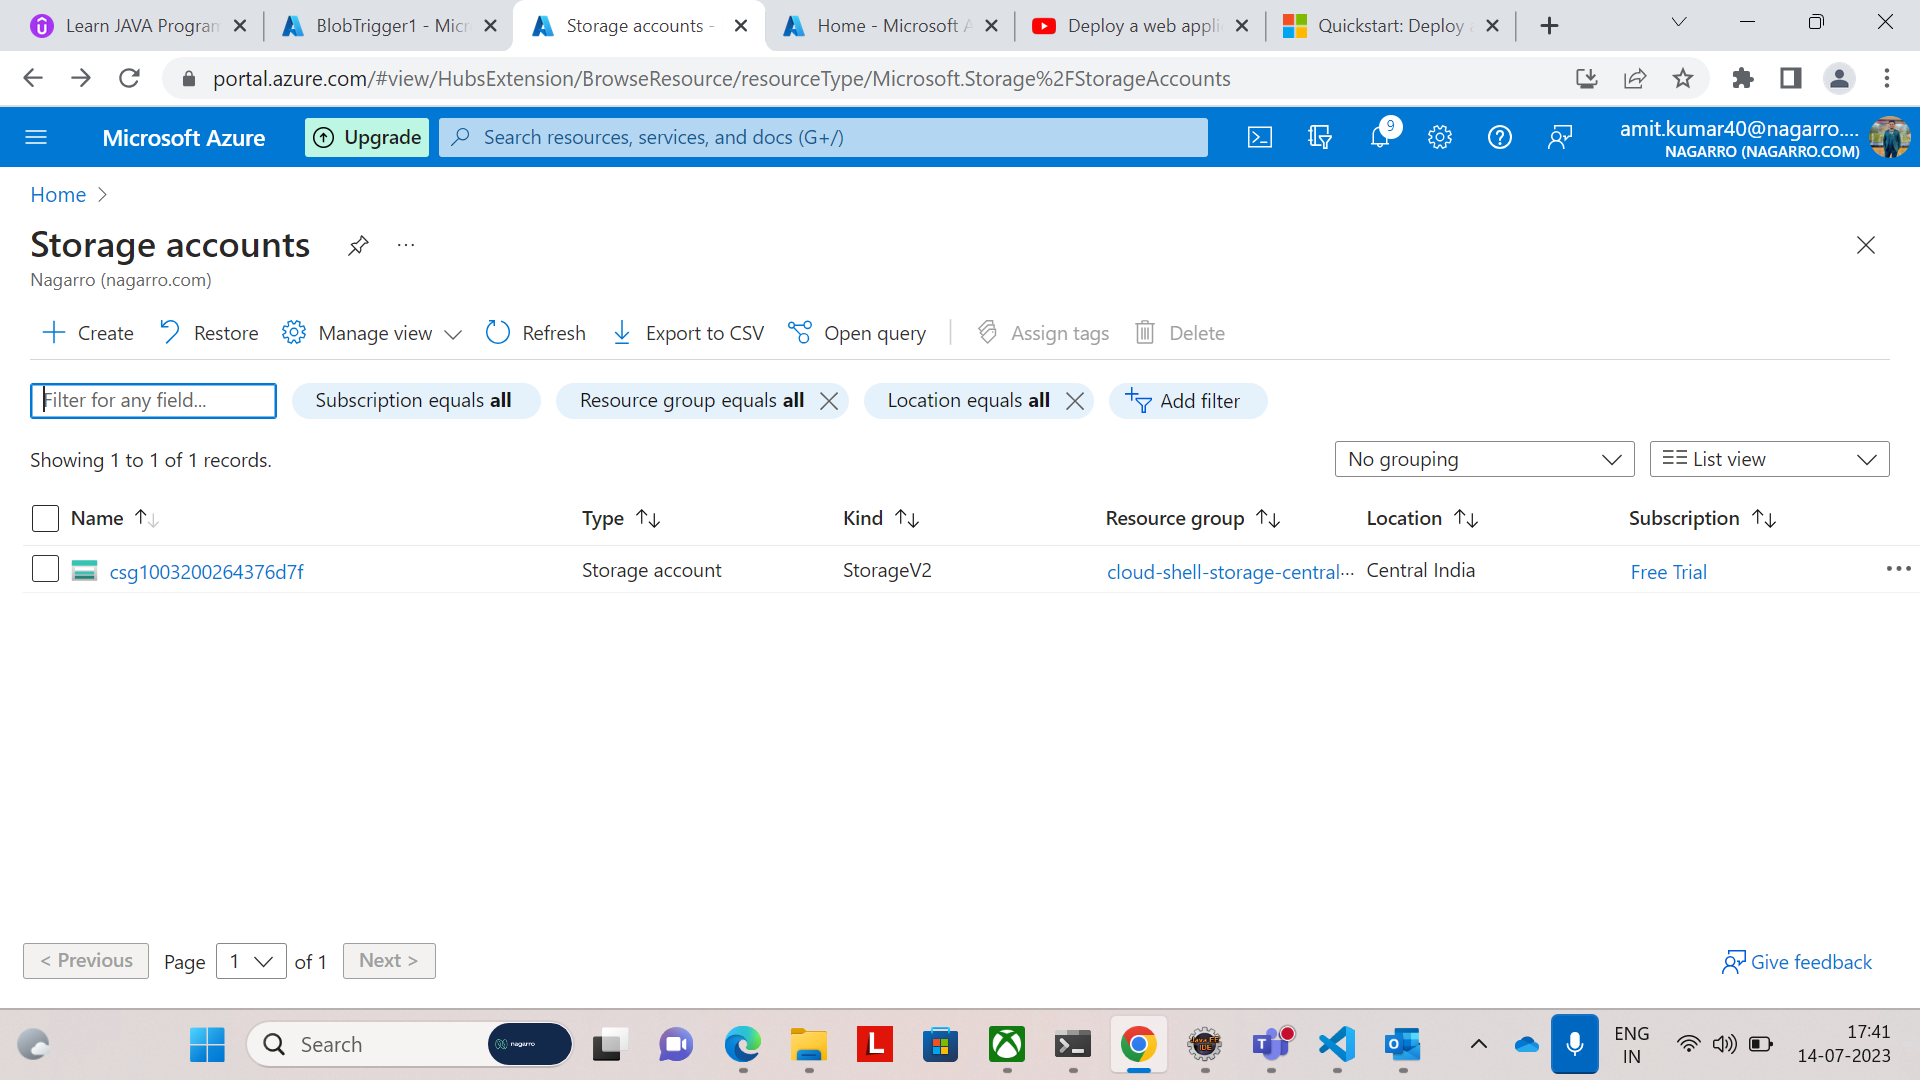 Learn JAVA Program
BlobTrigger1 - Micr
Storage accounts -
Home - Microsoft A
Deploy a web appli
Quickstart: Deploy
portal.azure.com/#view/HubsExtension/BrowseResource/resourceType/Microsoft.Storage%2FStorageAccounts
Microsoft Azure
Upgrade
Search resources, services, and docs (G+/)
9
amit.kumar40@nagarro....
NAGARRO (NAGARRO.COM)
Home
Storage accounts
Nagarro (nagarro.com)
Create
Restore
Manage view
Refresh
Export to CSV
Open query
Assign tags
Delete
Filter for any field...
Subscription equals all
Resource group equals all
Location equals all
Add filter
Showing 1 to 1 of 1 records.
No grouping
List view
Name
Type
Kind
Resource group
Location
Subscription
csg1003200264376d7f
Storage account
StorageV2
cloud-shell-storage-central...
Central India
Free Trial
< Previous
Page
1
of 1
Next >
Give feedback
Search
nagarro
L
ENG
IN
17:41
14-07-2023